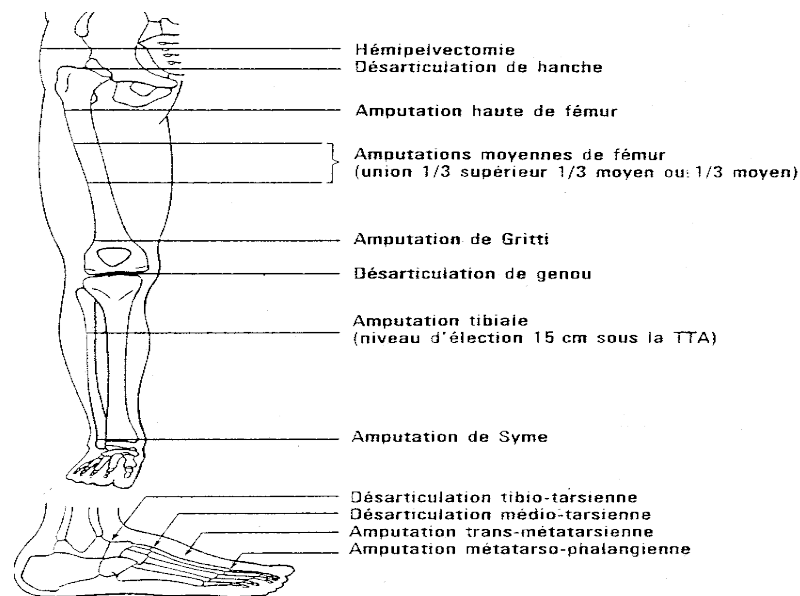 Hémipelvectomie
Désarticulation de hanche
Amputation haute de fémur
Amputations moyennes de fémur
(union 1/3 supérieur 1/3 moyen ou 1/3 moyen)
Amputation de Gritti
Désarticulation de genou
Amputation tibiale
(niveau d'élection 15 cm sous la TTA)
Amputation de Syme
Désarticulation tibio-tarsienne
Désarticulation médio-tarsienne
Amputation trans-métatarsienne
Amputation métatarso-phalangienne